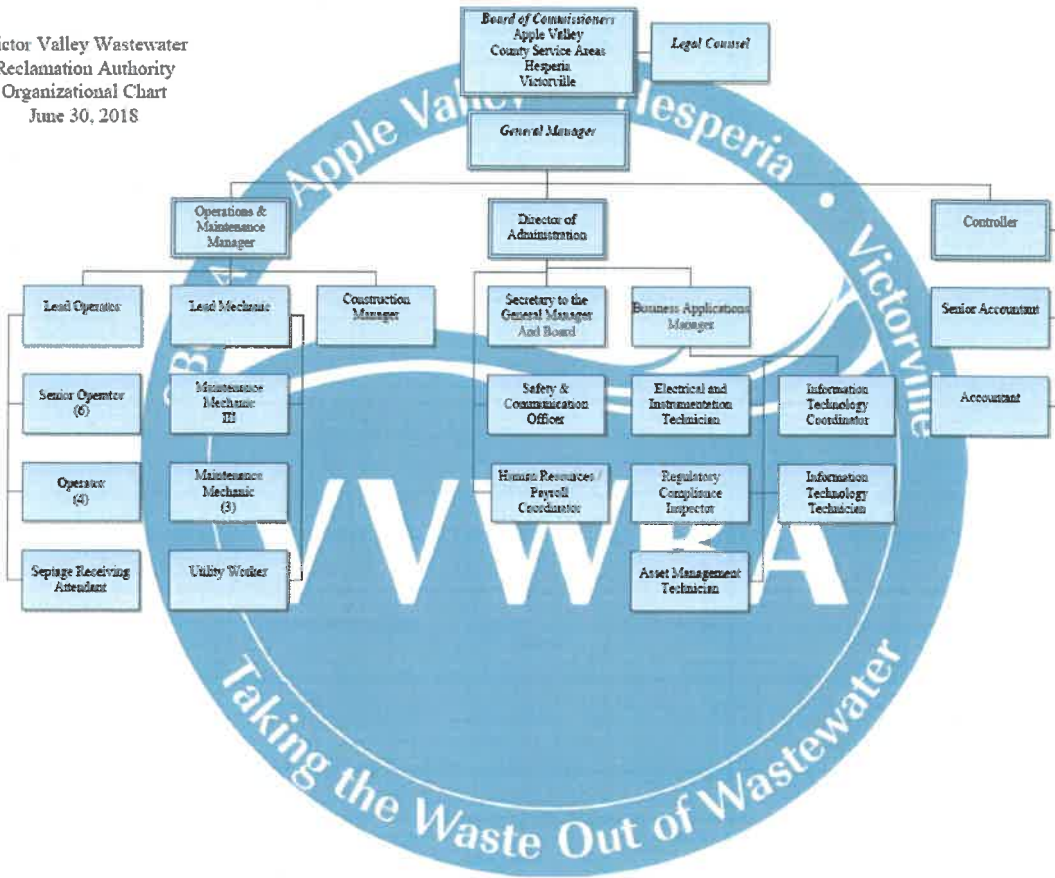 ictor Valley Wastewater
Reclamation Authority
Organizational Chart
June 30, 2018
Board of Commissioners
Apple Valley
County Service Areas
Hesperia
Victorville
Legal Counsel
General Manager
Operations &
Maintenance
Manager
Director of
Administration
Controller
Lead Operator
Lead Mechanic
Construction
Manager
Secretary to the
General Manager
And Board
Business Applications
Manager
Senior Accountant
Senior Operator
(6)
Maintenance
Mechanic
III
Safety &
Communication
Officer
Electrical and
Instrumentation
Technician
Information
Technology
Coordinator
Accountant
Operator
(4)
Maintenance
Mechanic
(3)
Human Resources /
Payroll
Coordinator
Regulatory
Compliance
Inspector
Information
Technology
Technician
Septage Receiving
Attendant
Utility Worker
Asset Management
Technician
Apple Valley Hesperia • Victorville
VVWRA
Taking the Waste Out of Wastewater